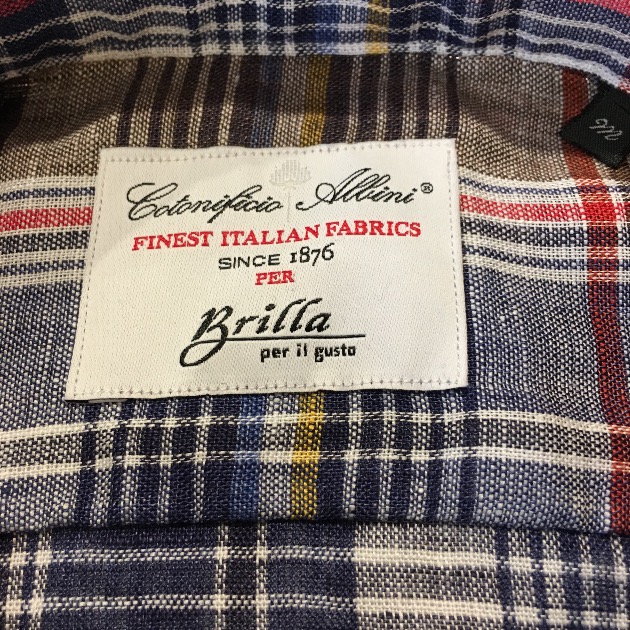 Cotonificio Albini®
FINEST ITALIAN FABRICS
SINCE 1876
PER
Brilla
per il gusto
M